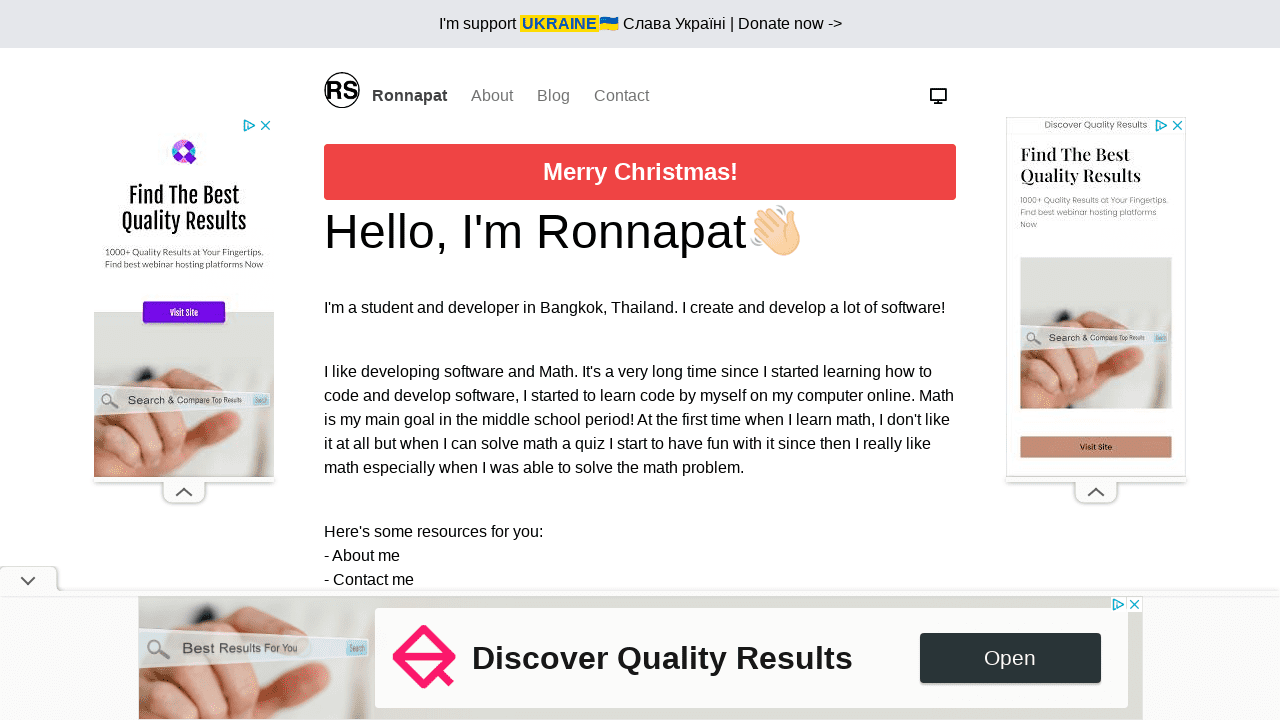 I'm support UKRAINE🇺🇦 Слава Україні | Donate now ->
RS Ronnapat About Blog Contact
Merry Christmas!
Hello, I'm Ronnapat👋🏻
I'm a student and developer in Bangkok, Thailand. I create and develop a lot of software!
I like developing software and Math. It's a very long time since I started learning how to
code and develop software, I started to learn code by myself on my computer online. Math
is my main goal in the middle school period! At the first time when I learn math, I don't like
it at all but when I can solve math a quiz I start to have fun with it since then I really like
math especially when I was able to solve the math problem.
Here's some resources for you:
- About me
- Contact me
Find The Best
Quality Results
1000+ Quality Results at Your Fingertips.
Find best webinar hosting platforms Now
Visit Site
Search & Compare Top Results
Search
Discover Quality Results
Find The Best
Quality Results
1000+ Quality Results at Your Fingertips.
Find best webinar hosting platforms
Now
Search & Compare Top Results
Search
Visit Site
Best Results For You
Search
Discover Quality Results
Open